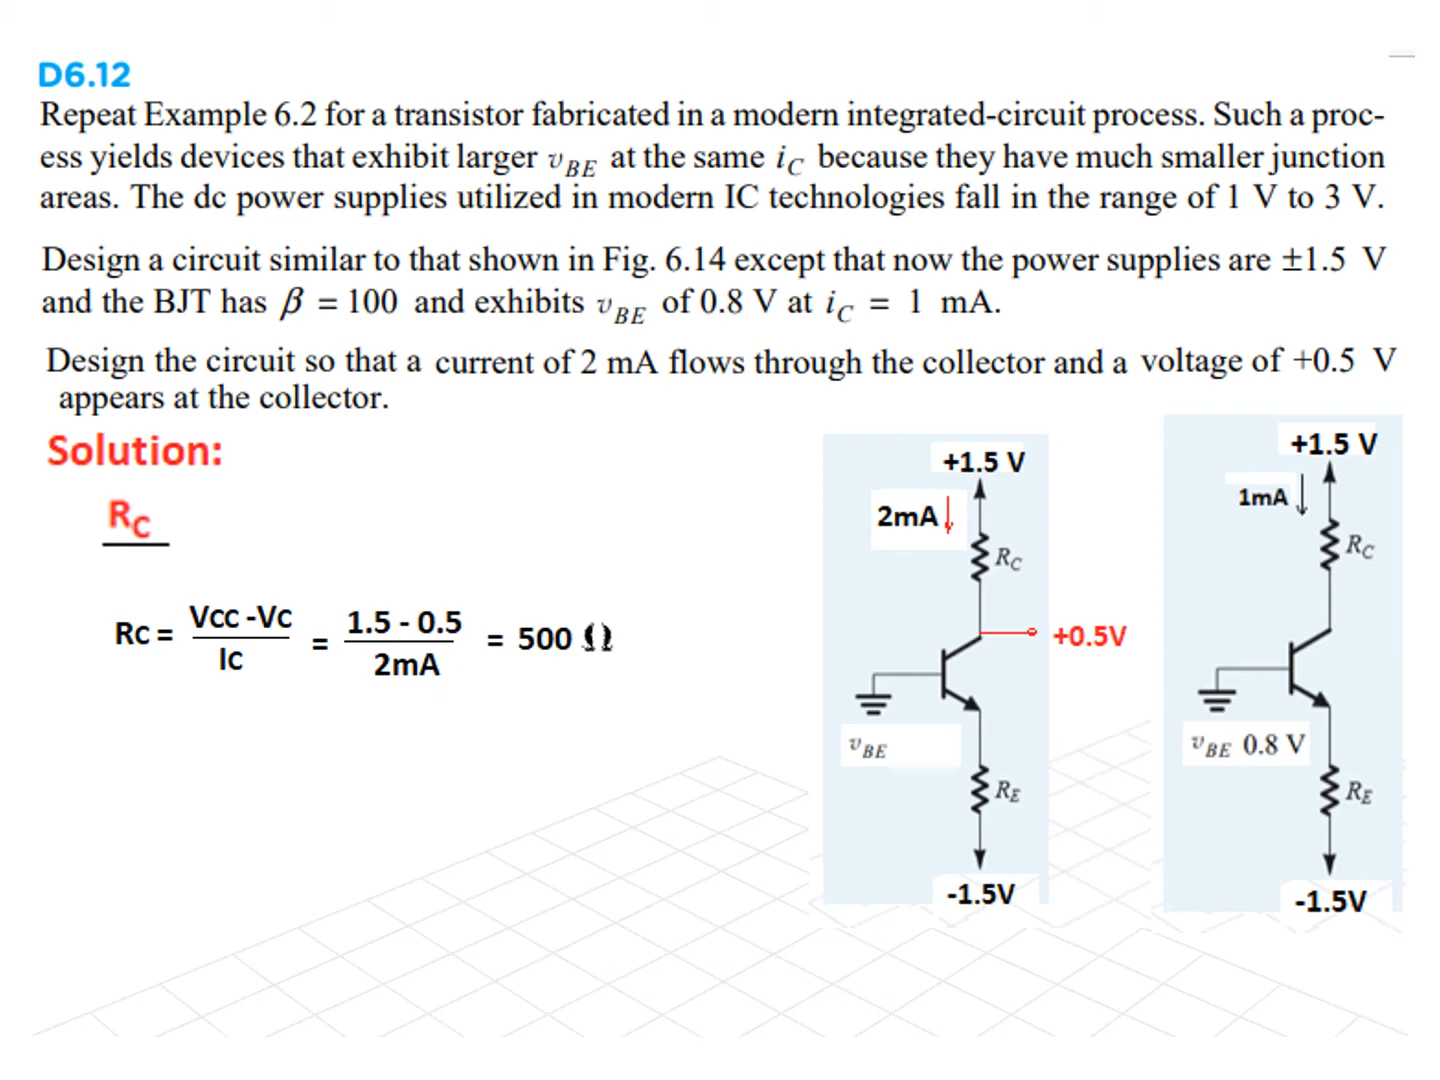 D6.12
Repeat Example 6.2 for a transistor fabricated in a modern integrated-circuit process. Such a proc-
ess yields devices that exhibit larger vBE at the same iC because they have much smaller junction
areas. The dc power supplies utilized in modern IC technologies fall in the range of 1 V to 3 V.
Design a circuit similar to that shown in Fig. 6.14 except that now the power supplies are ±1.5 V
and the BJT has β = 100 and exhibits vBE of 0.8 V at iC = 1 mA.
Design the circuit so that a current of 2 mA flows through the collector and a voltage of +0.5 V
appears at the collector.
Solution:
RC
Rc = Vcc -Vc / Ic = 1.5 - 0.5 / 2mA = 500 Ω
+1.5 V
2mA
RC
+0.5V
vBE
RE
-1.5V
+1.5 V
1mA
RC
vBE 0.8 V
RE
-1.5V